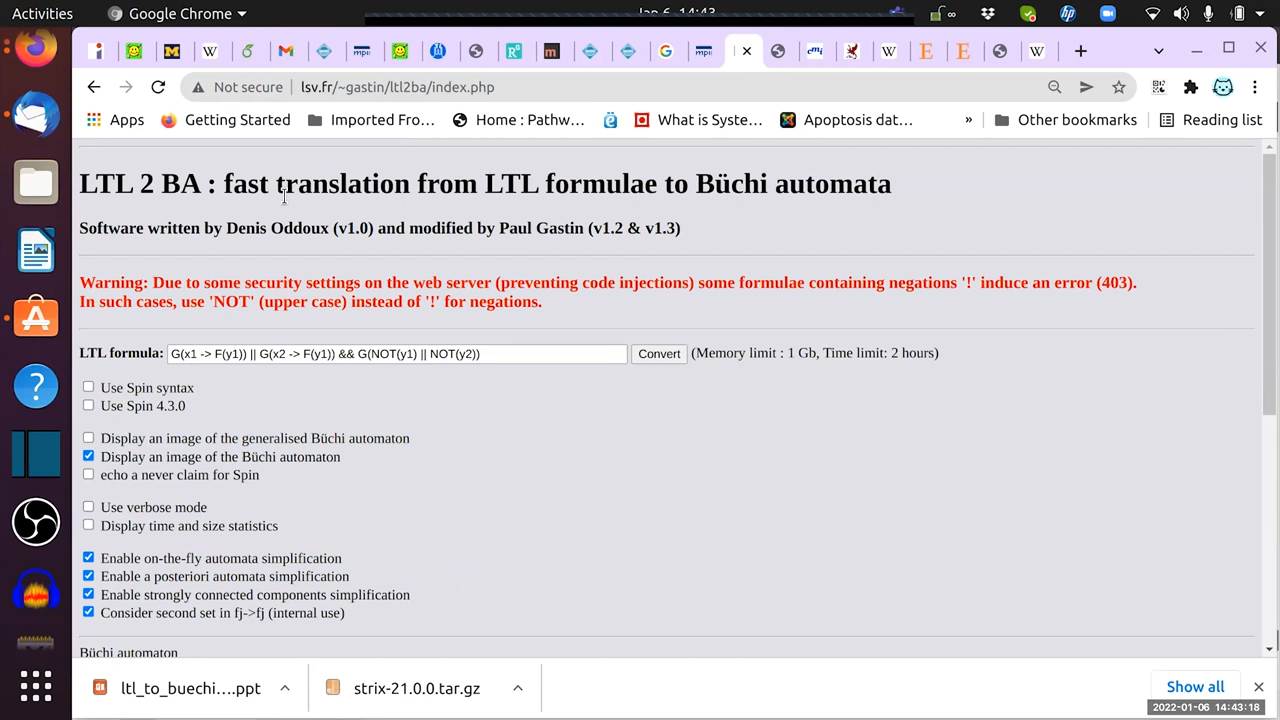 Activities
Google Chrome
Not secure
lsv.fr/~gastin/ltl2ba/index.php
Apps
Getting Started
Imported Fro...
Home : Pathw...
What is Syste...
Apoptosis dat...
»
Other bookmarks
Reading list
LTL 2 BA : fast translation from LTL formulae to Büchi automata
Software written by Denis Oddoux (v1.0) and modified by Paul Gastin (v1.2 & v1.3)
Warning: Due to some security settings on the web server (preventing code injections) some formulae containing negations '!' induce an error (403).
In such cases, use 'NOT' (upper case) instead of '!' for negations.
LTL formula: G(x1 -> F(y1)) || G(x2 -> F(y1)) && G(NOT(y1) || NOT(y2)) Convert (Memory limit : 1 Gb, Time limit: 2 hours)
Use Spin syntax
Use Spin 4.3.0
Display an image of the generalised Büchi automaton
Display an image of the Büchi automaton
echo a never claim for Spin
Use verbose mode
Display time and size statistics
Enable on-the-fly automata simplification
Enable a posteriori automata simplification
Enable strongly connected components simplification
Consider second set in fj->fj (internal use)
Büchi automaton
ltl_to_buechi....ppt
strix-21.0.0.tar.gz
Show all
2022-01-06 14:43:18